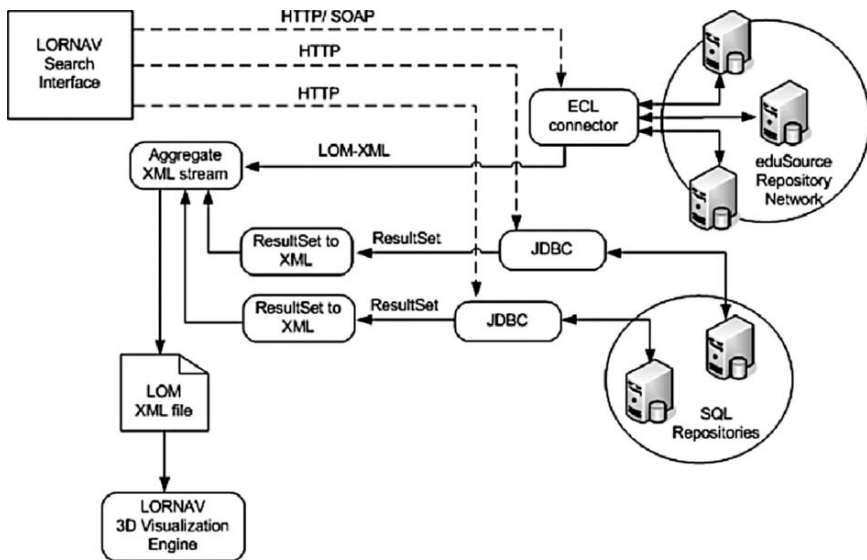 HTTP/ SOAP
LORNAV
Search
Interface
HTTP
HTTP
ECL
connector
eduSource
Repository
Network
LOM-XML
Aggregate
XML stream
ResultSet to
XML
ResultSet
JDBC
ResultSet to
XML
ResultSet
JDBC
LOM
XML file
SQL
Repositories
LORNAV
3D Visualization
Engine